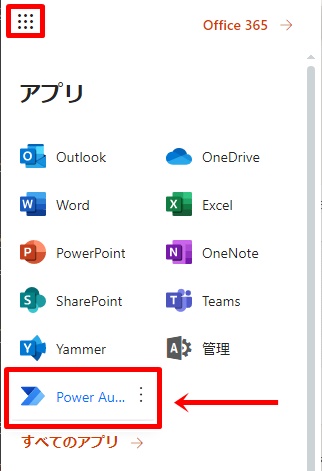 Office 365 →
アプリ
Outlook OneDrive
Word Excel
PowerPoint OneNote
SharePoint Teams
Yammer 管理
Power Au...
すべてのアプリ →